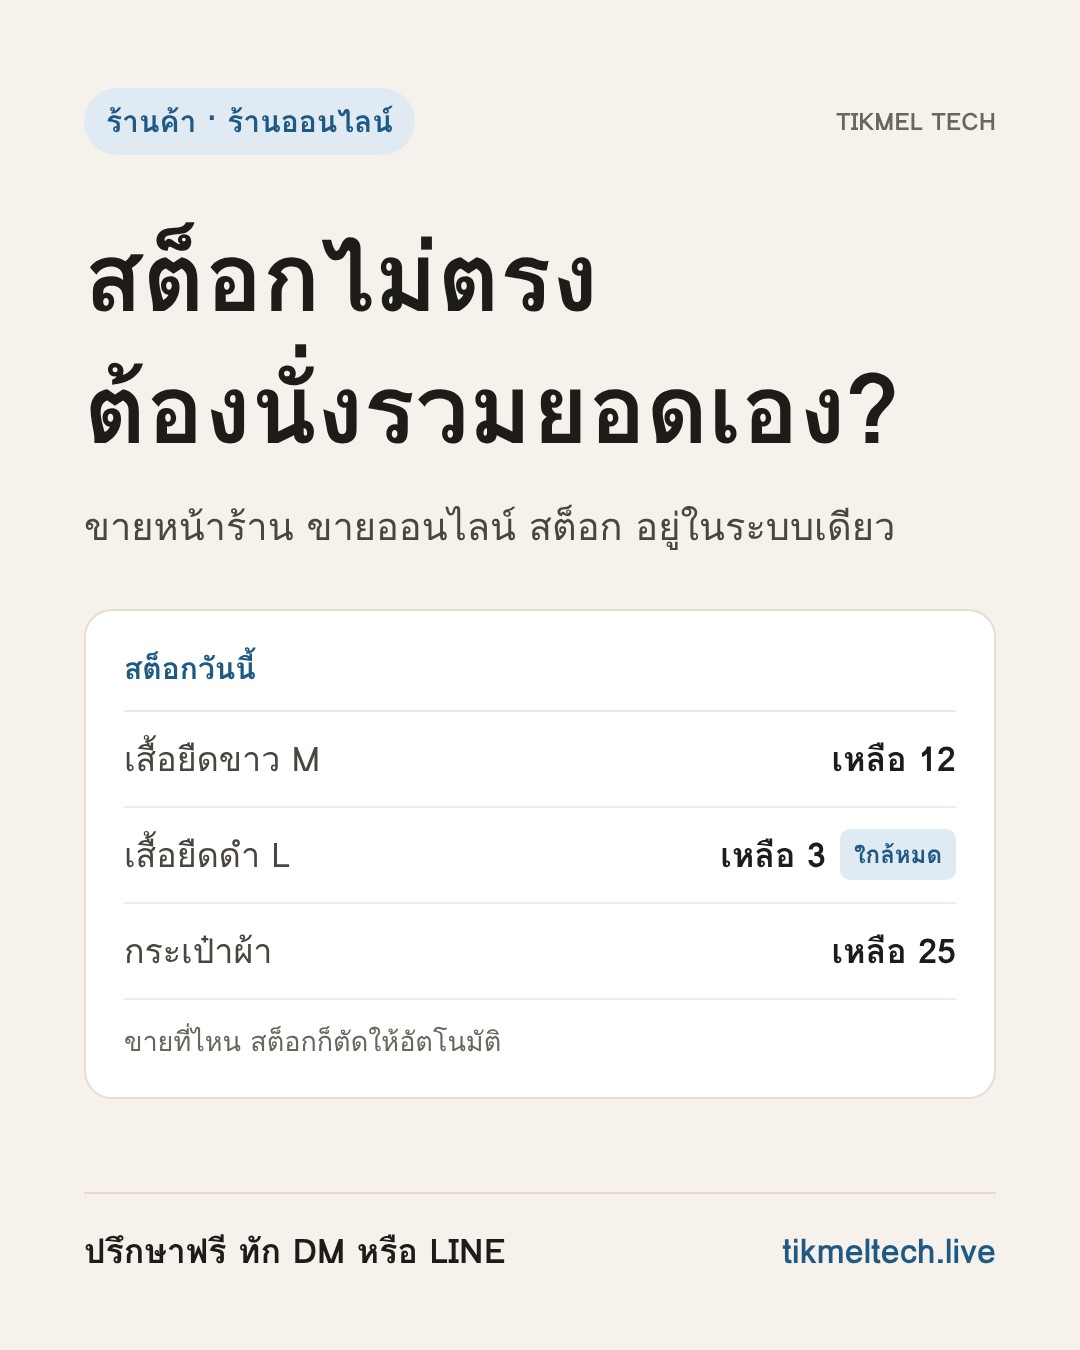 ร้านค้า · ร้านออนไลน์
TIKMEL TECH
สต็อกไม่ตรง
ต้องนั่งรวมยอดเอง?
ขายหน้าร้าน ขายออนไลน์ สต็อก อยู่ในระบบเดียว
สต็อกวันนี้
เสื้อยืดขาว M เหลือ 12
เสื้อยืดดำ L เหลือ 3 ใกล้หมด
กระเป๋าผ้า เหลือ 25
ขายที่ไหน สต็อกก็ตัดให้อัตโนมัติ
ปรึกษาฟรี ทัก DM หรือ LINE
tikmeltech.live